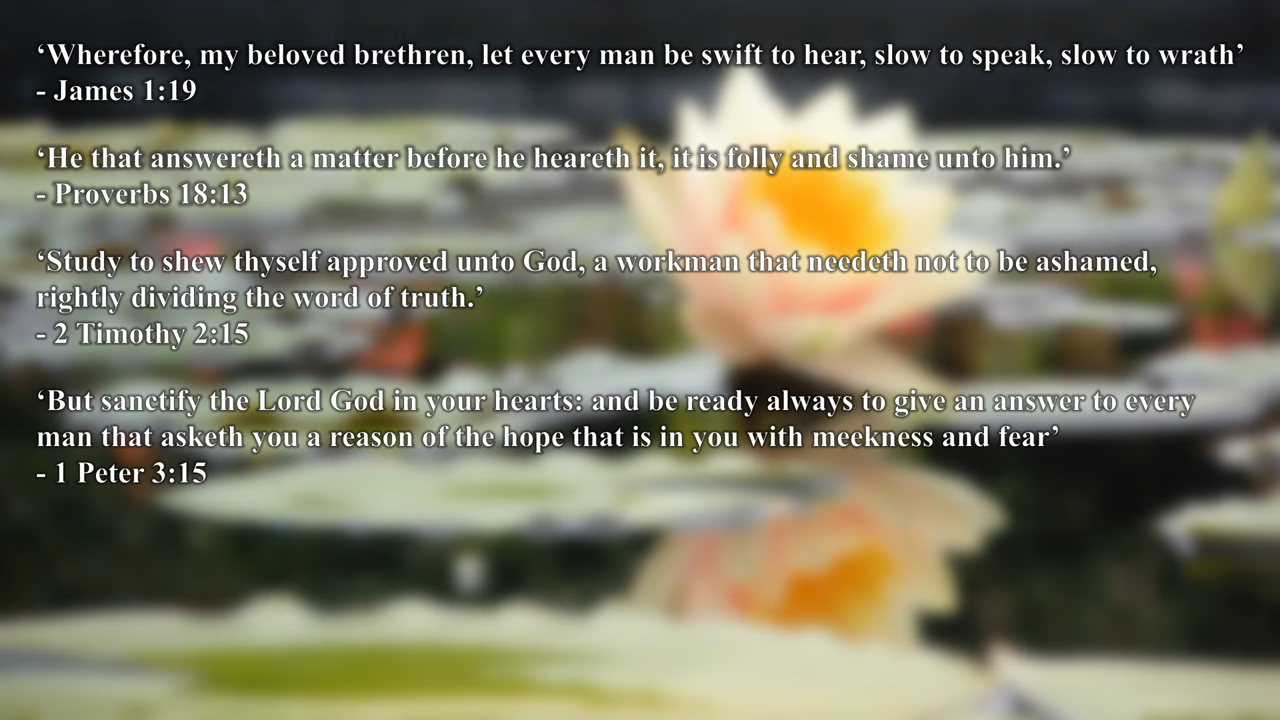 ‘Wherefore, my beloved brethren, let every man be swift to hear, slow to speak, slow to wrath’
- James 1:19
‘He that answereth a matter before he heareth it, it is folly and shame unto him.’
- Proverbs 18:13
‘Study to shew thyself approved unto God, a workman that needeth not to be ashamed,
rightly dividing the word of truth.’
- 2 Timothy 2:15
‘But sanctify the Lord God in your hearts: and be ready always to give an answer to every
man that asketh you a reason of the hope that is in you with meekness and fear’
- 1 Peter 3:15